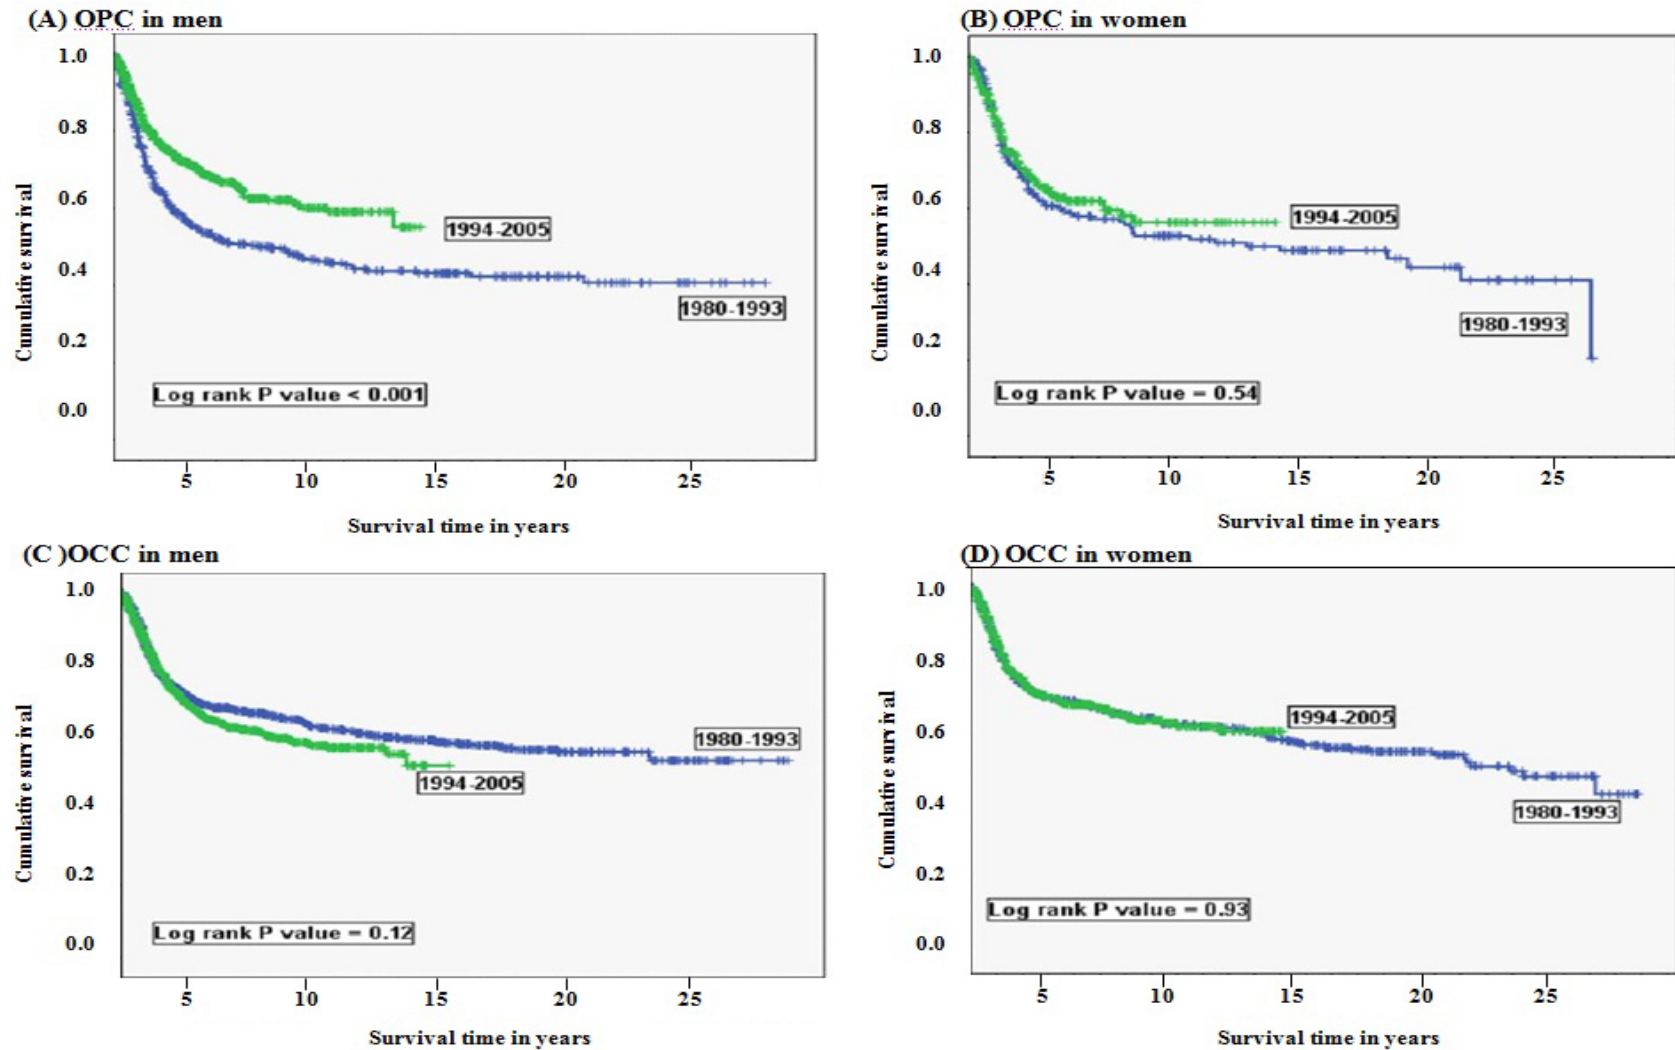 (A) OPC in men
1.0
0.8
0.6
0.4
0.2
0.0
Cumulative survival
1994-2005
1980-1993
Log rank P value < 0.001
5 10 15 20 25
Survival time in years
(B) OPC in women
1.0
0.8
0.6
0.4
0.2
0.0
Cumulative survival
1994-2005
1980-1993
Log rank P value = 0.54
5 10 15 20 25
Survival time in years
(C )OCC in men
1.0
0.8
0.6
0.4
0.2
0.0
Cumulative survival
1980-1993
1994-2005
Log rank P value = 0.12
5 10 15 20 25
Survival time in years
(D) OCC in women
1.0
0.8
0.6
0.4
0.2
0.0
Cumulative survival
1994-2005
1980-1993
Log rank P value = 0.93
5 10 15 20 25
Survival time in years